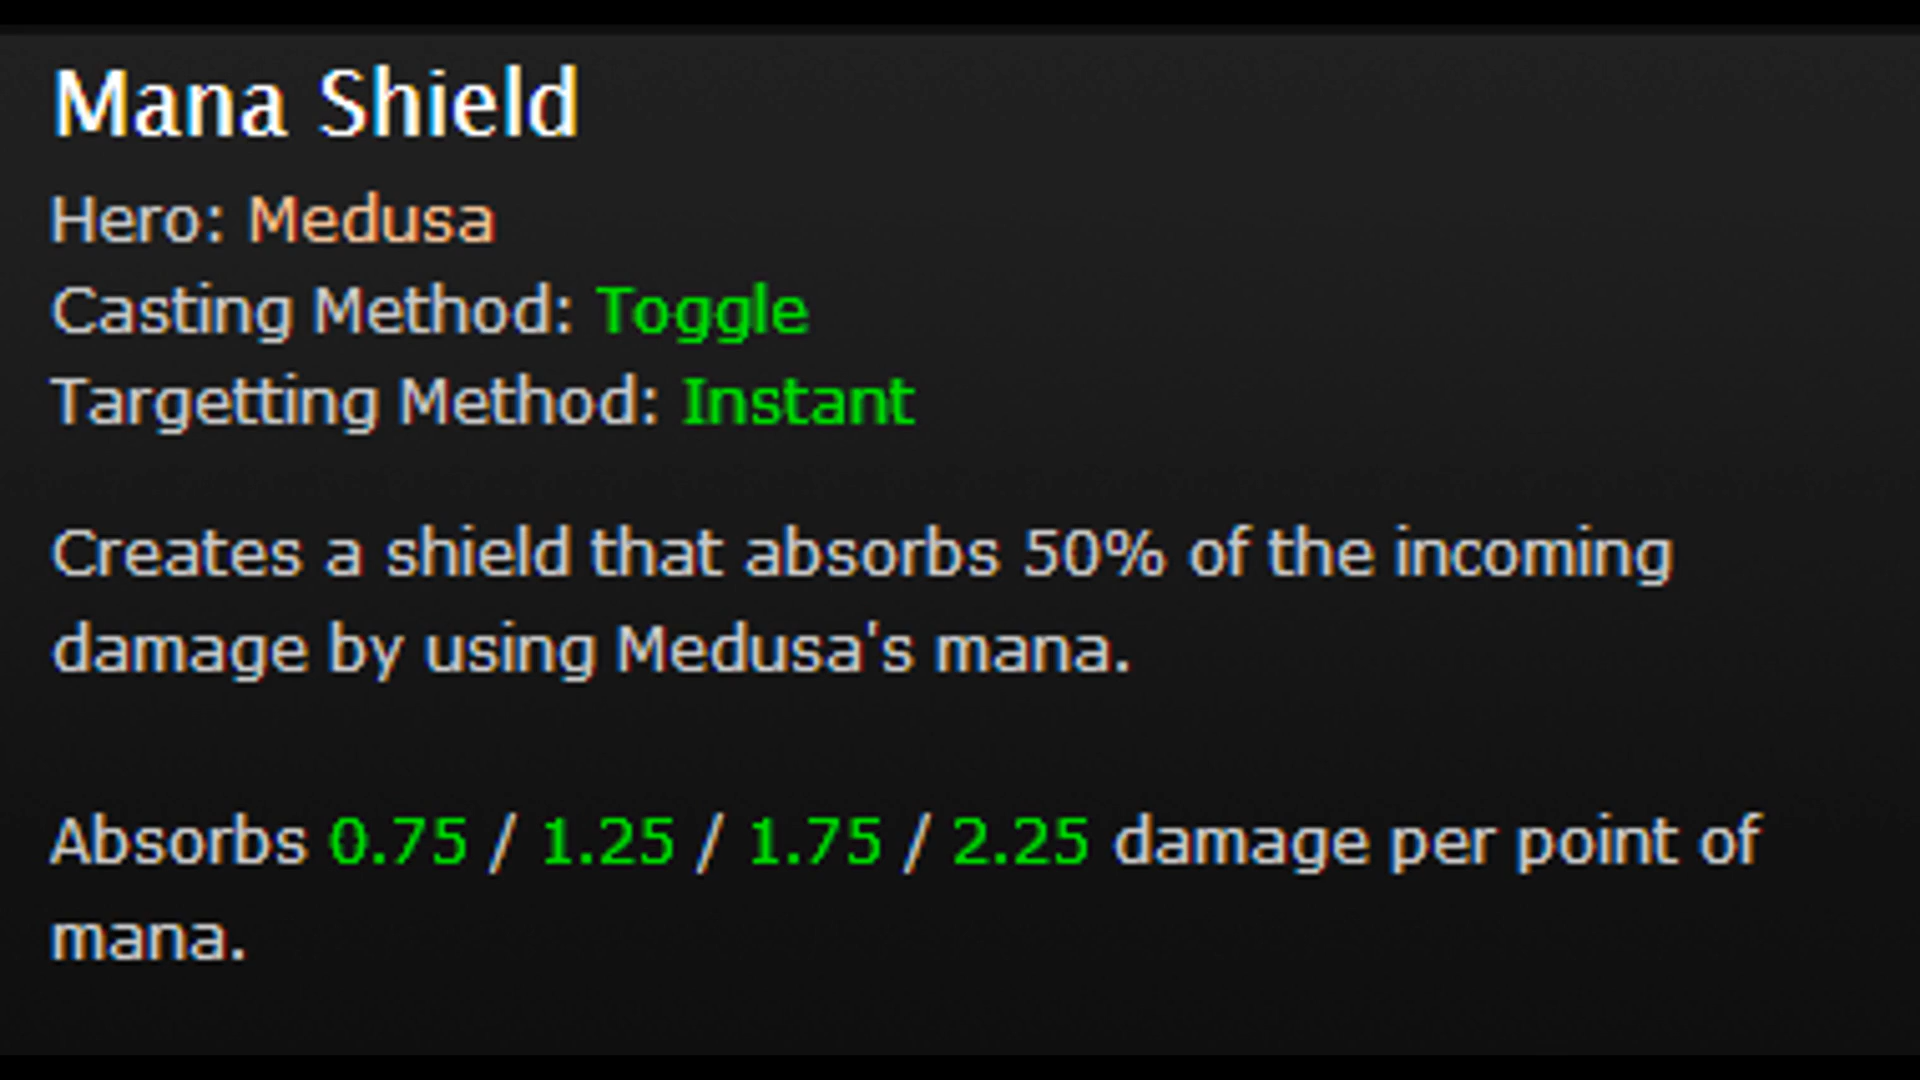 Mana Shield
Hero: Medusa
Casting Method: Toggle
Targetting Method: Instant
Creates a shield that absorbs 50% of the incoming
damage by using Medusa's mana.
Absorbs 0.75 / 1.25 / 1.75 / 2.25 damage per point of
mana.